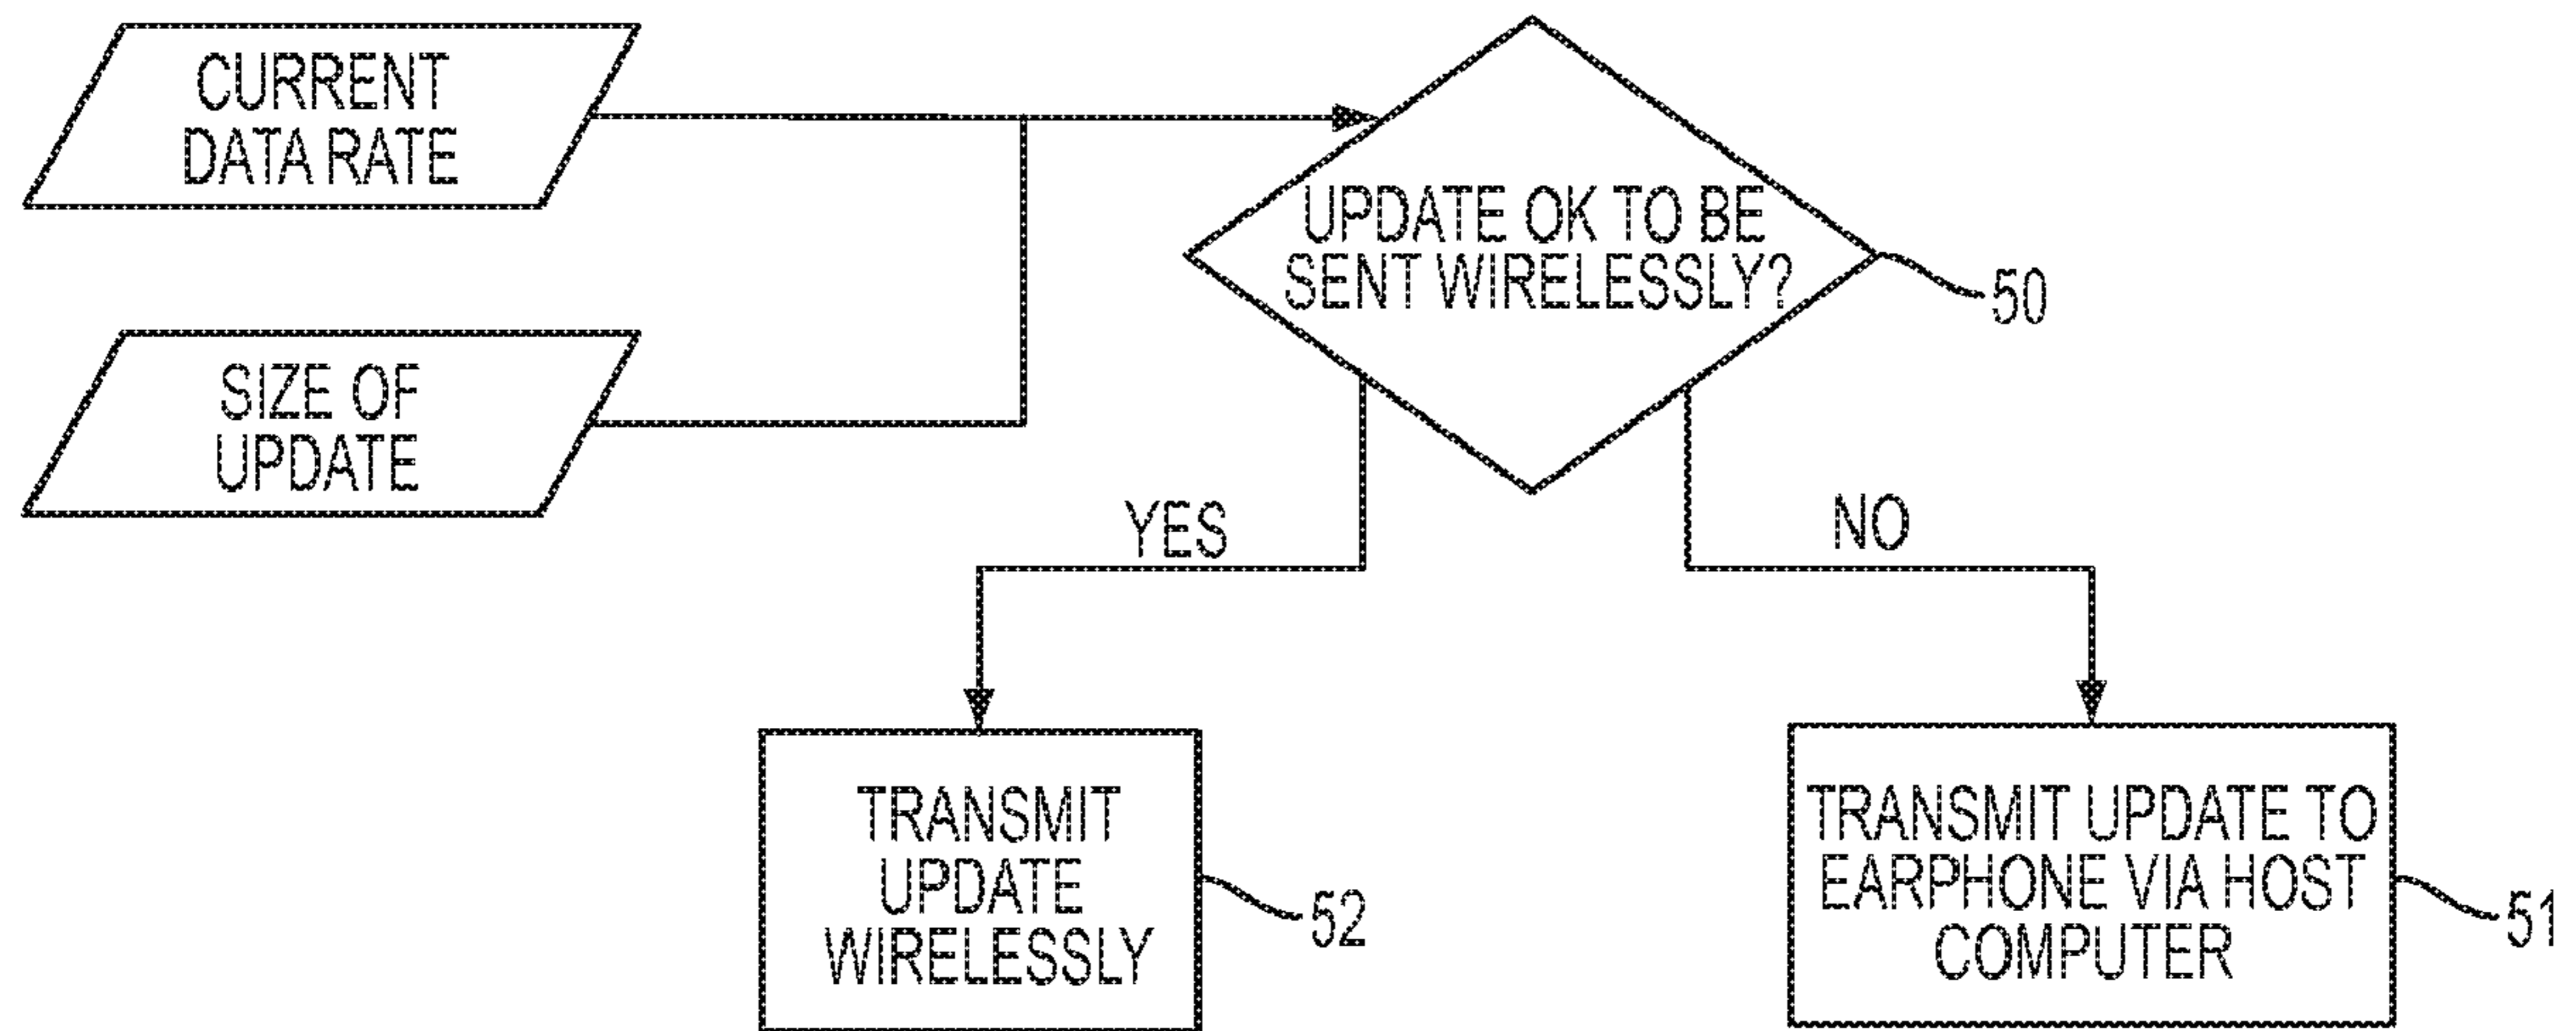 CURRENT
DATA RATE
UPDATE OK TO BE
SENT WIRELESSLY?
50
SIZE OF
UPDATE
YES
NO
TRANSMIT
UPDATE
WIRELESSLY
52
TRANSMIT UPDATE TO
EARPHONE VIA HOST
COMPUTER
51